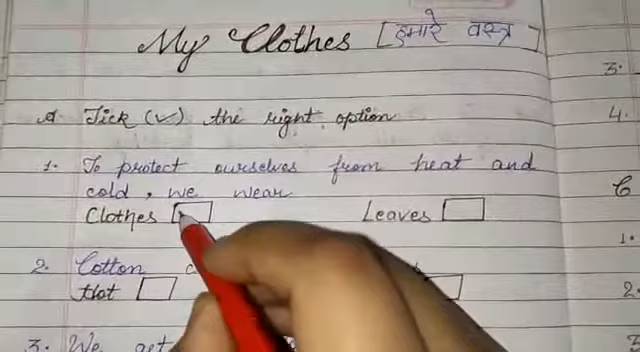 My Clothes [हमारे वस्त्र]
A. Tick (✓) the right option
1. To protect ourselves from heat and
cold, we wear
Clothes Leaves
2. Cotton
Hot
3. We get
3.
4.
C
1.
2.